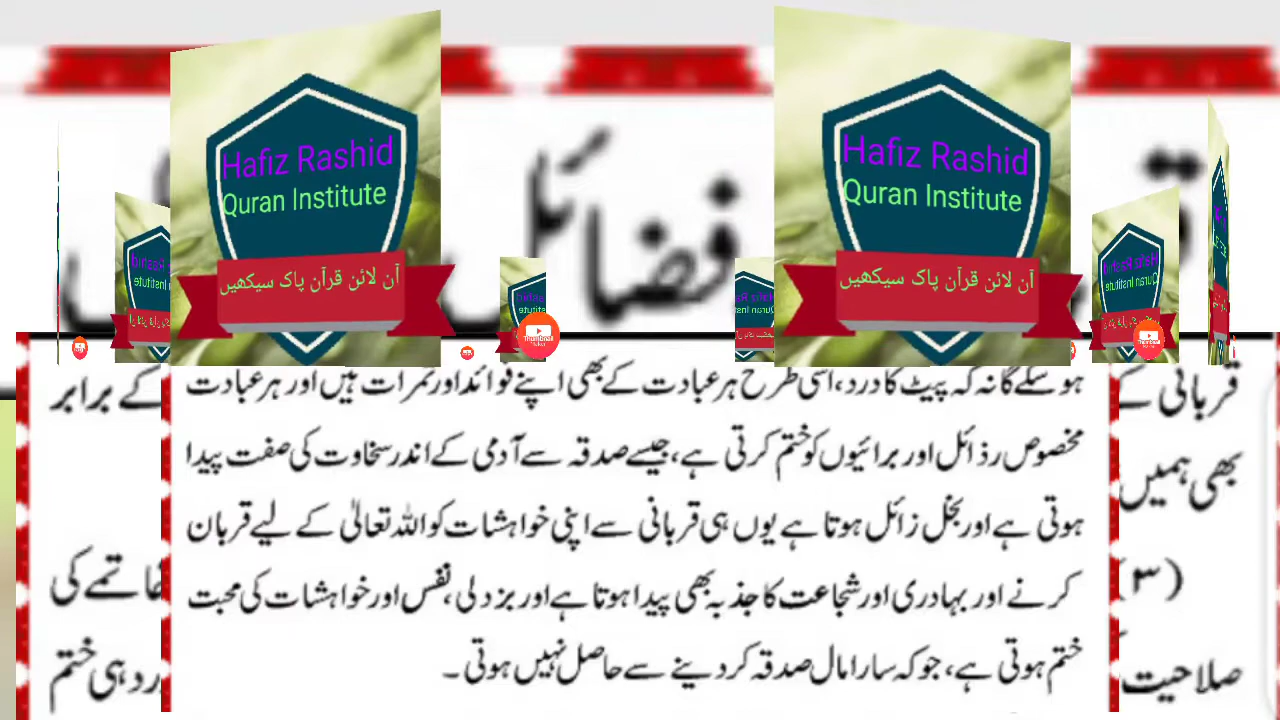 فضائل
Hafiz Rashid
Quran Institute
آن لائن قرآن پاک سیکھیں
Hafiz Rashid
Quran Institute
آن لائن قرآن پاک سیکھیں
ہو سکے گا نہ کہ پیٹ کا درد، اسی طرح ہر عبادت کے بھی اپنے فوائد اور ثمرات ہیں اور ہر عبادت
مخصوص رذائل اور برائیوں کو ختم کرتی ہے، جیسے صدقہ سے آدمی کے اندر سخاوت کی صفت پیدا
ہوتی ہے اور بخل زائل ہوتا ہے یوں ہی قربانی سے اپنی خواہشات کو اللہ تعالیٰ کے لیے قربان
کرنے اور بہادری اور شجاعت کا جذبہ بھی پیدا ہوتا ہے اور بزدلی، نفس اور خواہشات کی محبت
ختم ہوتی ہے، جو کہ سارا مال صدقہ کر دینے سے حاصل نہیں ہوتی۔
قربانی کے
کے برابر
بھی ہمیں
(۳)
خاتمے کی
صلاحیت
درد ہی ختم